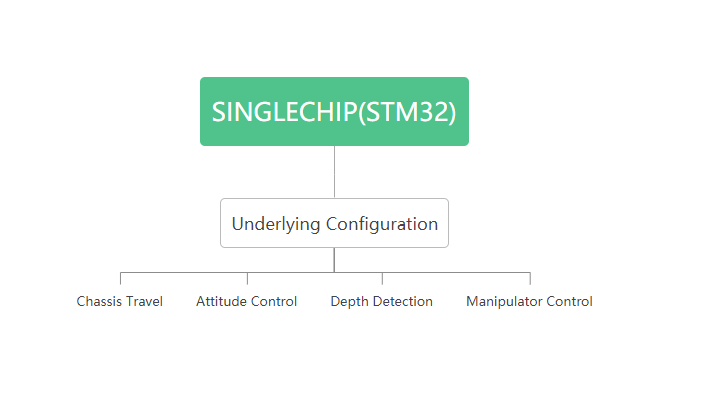 SINGLECHIP(STM32)
Underlying Configuration
Chassis Travel
Attitude Control
Depth Detection
Manipulator Control